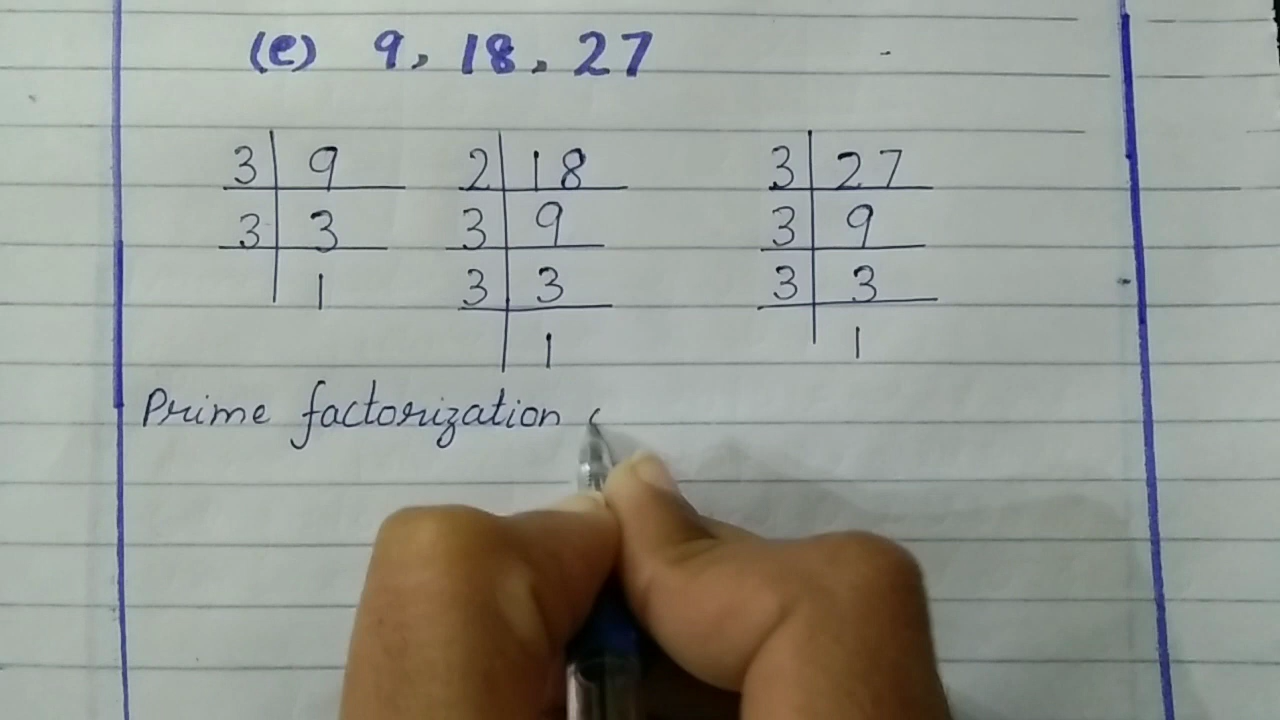 (e) 9, 18, 27
3 9 2 18 3 27
3 3 3 9 3 9
1 3 3 3 3
1 1
Prime factorization